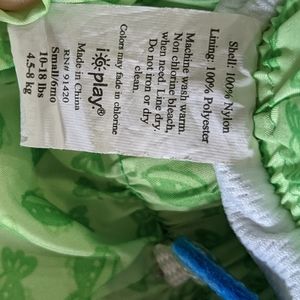 Shell: 100% Nylon
Lining: 100% Polyester
Machine wash warm.
Non chlorine bleach,
when need. Line dry.
Do not iron or dry
clean.
Colors may fade in chlorine
i play®
Made in China
RN# 91420
Small/6mo
10-18 lbs
4.5-8 kg